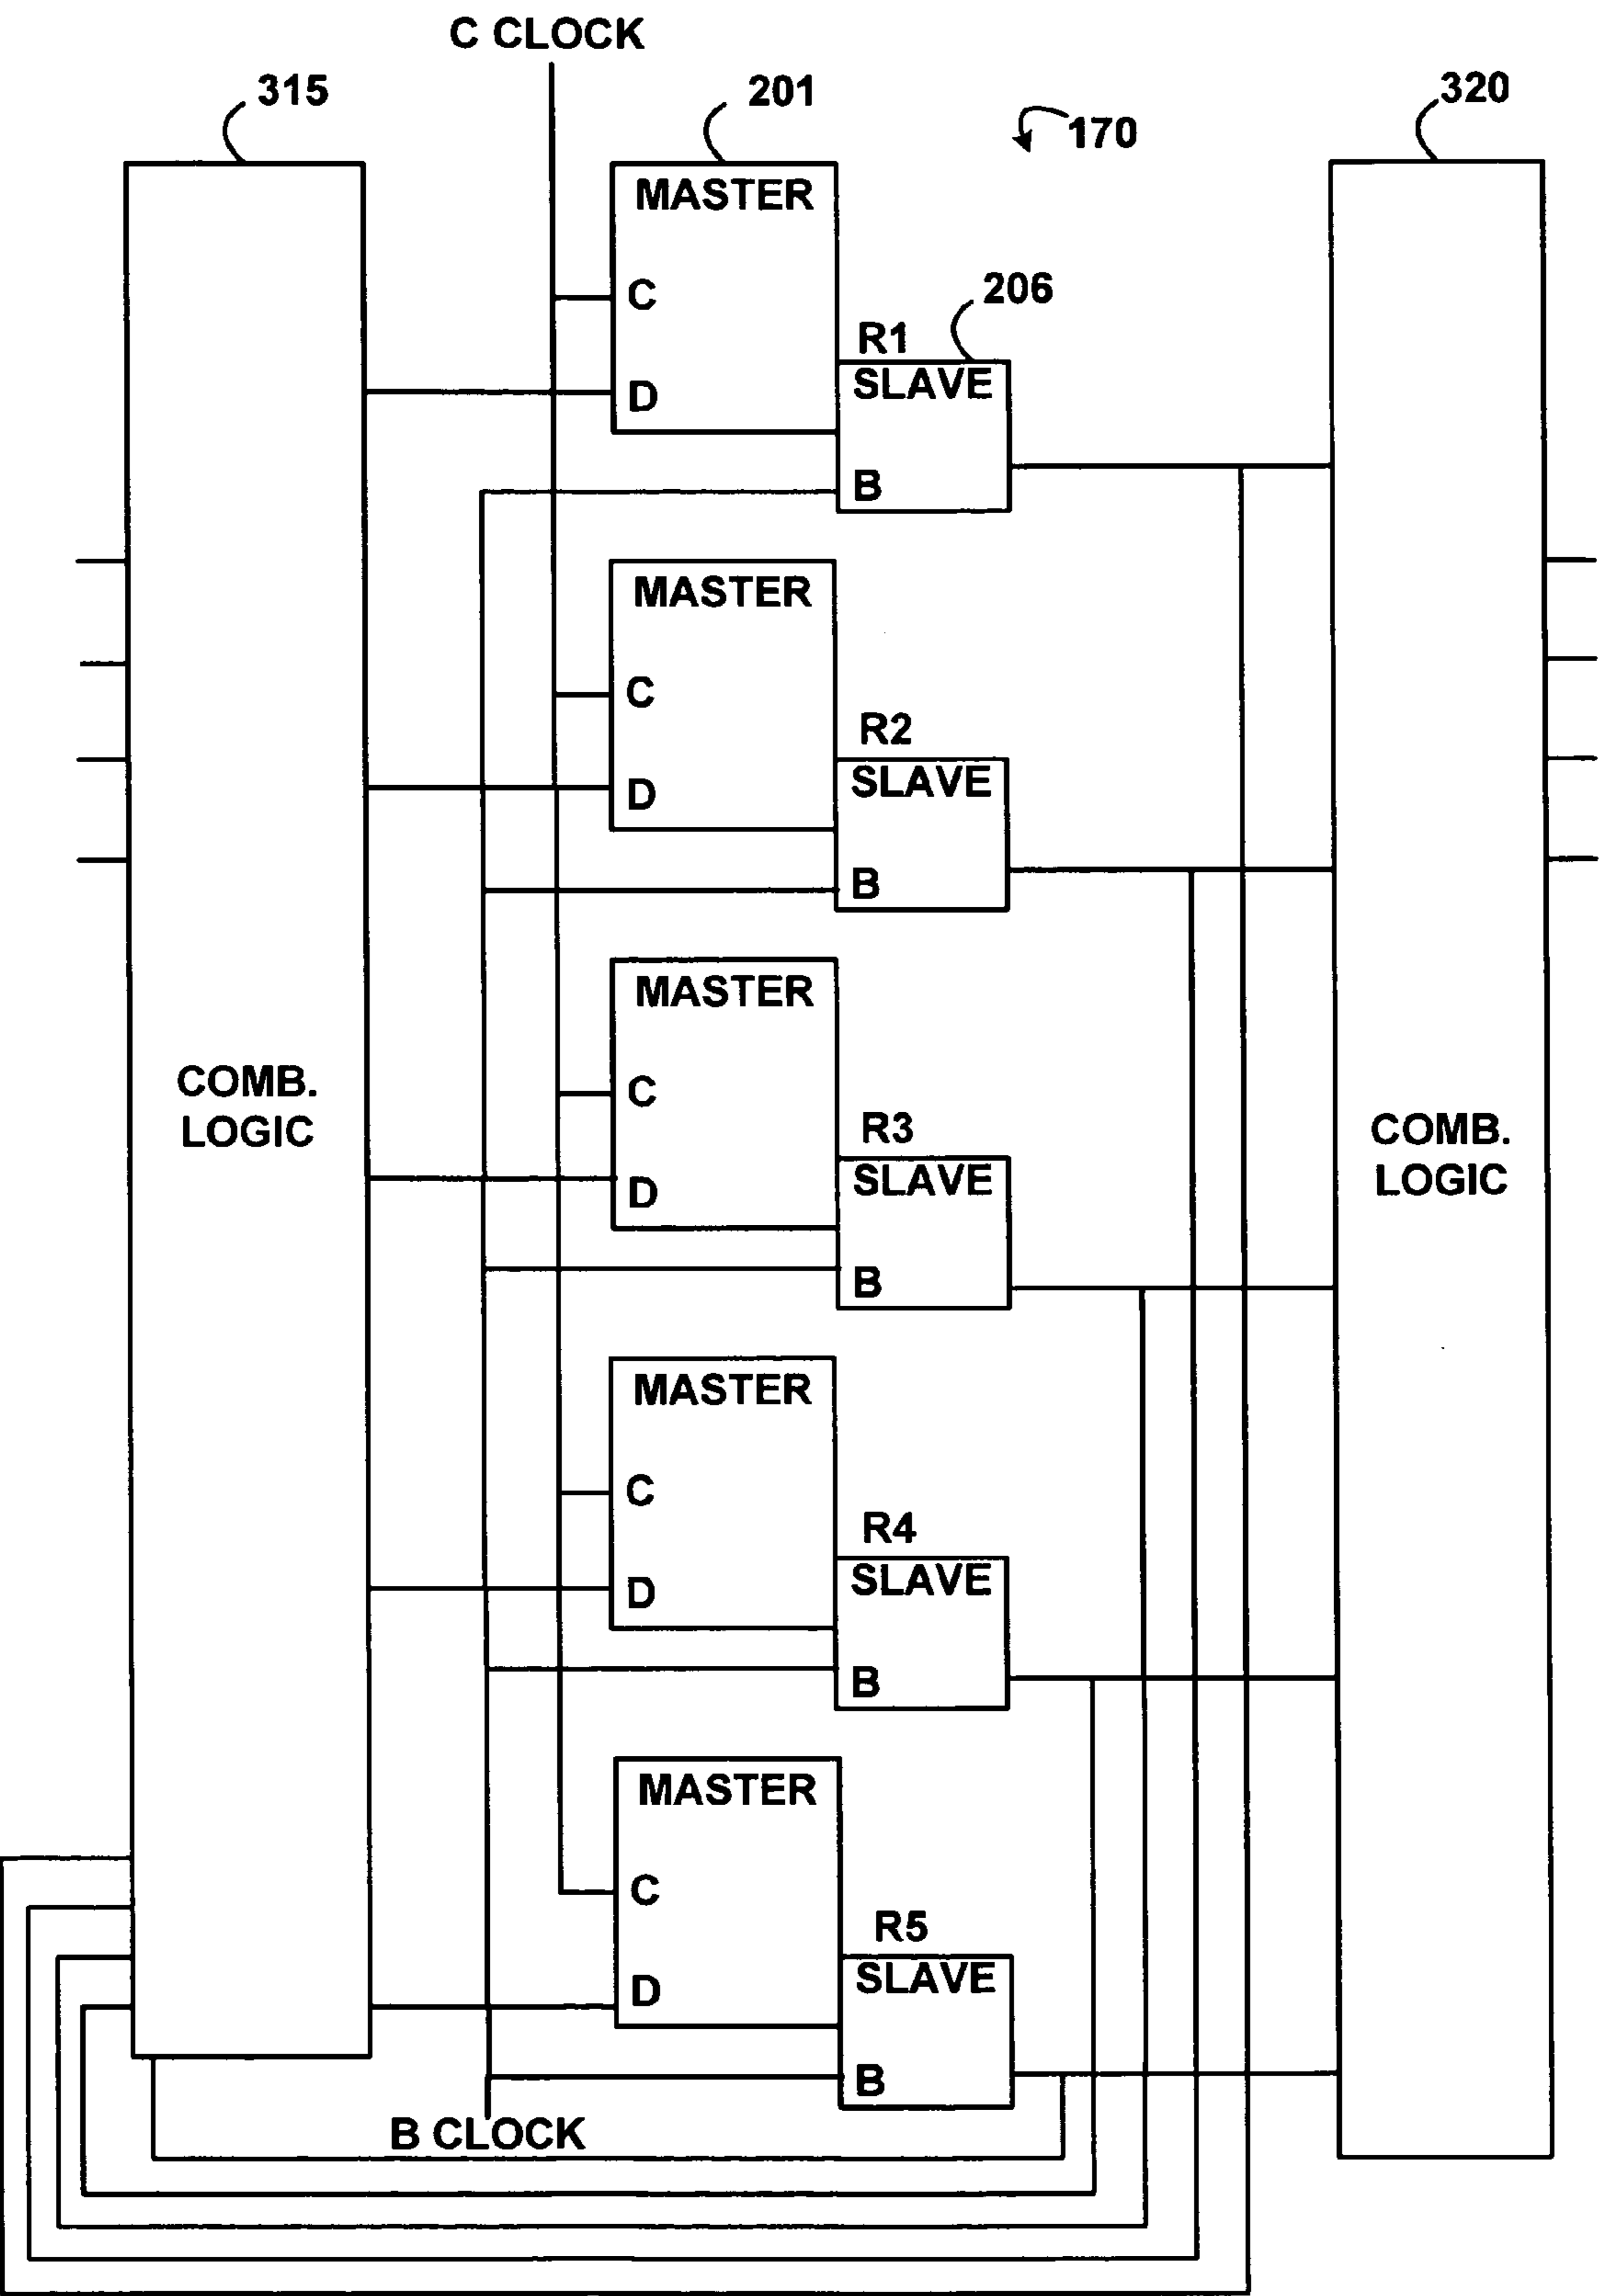 C CLOCK
315
201
320
170
MASTER
C
206
R1
SLAVE
D
B
MASTER
C
R2
SLAVE
D
B
MASTER
COMB.
LOGIC
C
R3
COMB.
LOGIC
SLAVE
D
B
MASTER
C
R4
SLAVE
D
B
MASTER
C
R5
SLAVE
D
B
B CLOCK